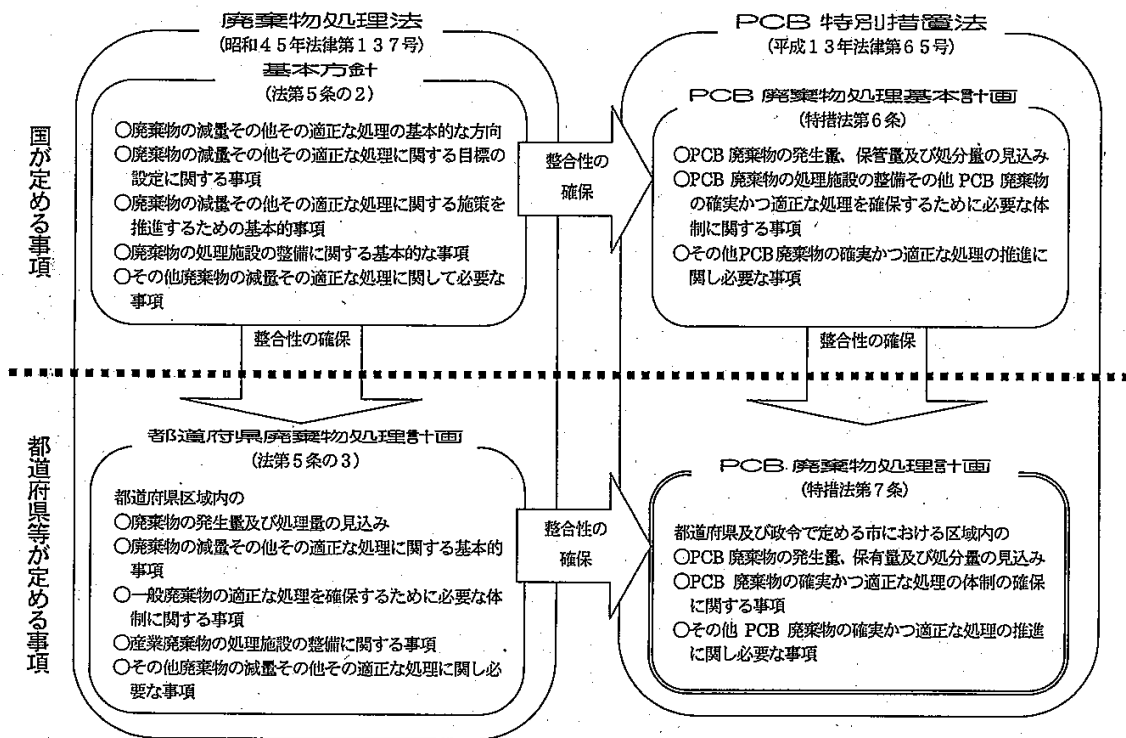 廃棄物処理法
(昭和45年法律第137号)
基本方針
(法第5条の2)
○廃棄物の減量その他その適正な処理の基本的な方向
○廃棄物の減量その他その適正な処理に関する目標の
設定に関する事項
○廃棄物の減量その他その適正な処理に関する施策を
推進するための基本的事項
○廃棄物の処理施設の整備に関する基本的な事項
○その他廃棄物の減量その適正な処理に関して必要な
事項
整合性の
確保
PCB 特別措置法
(平成13年法律第65号)
PCB 廃棄物処理基本計画
(特措法第6条)
○PCB 廃棄物の発生量、保管量及び処分量の見込み
○PCB 廃棄物の処理施設の整備その他 PCB 廃棄物
の確実かつ適正な処理を確保するために必要な体
制に関する事項
○その他PCB廃棄物の確実かつ適正な処理の推進に
関し必要な事項
国が定める事項
整合性の確保
整合性の確保
都道府県等が定める事項
都道府県廃棄物処理計画
(法第5条の3)
都道府県区域内の
○廃棄物の発生量及び処理量の見込み
○廃棄物の減量その他その適正な処理に関する基本的
事項
○一般廃棄物の適正な処理を確保するために必要な体
制に関する事項
○産業廃棄物の処理施設の整備に関する事項
○その他廃棄物の減量その他その適正な処理に関し必
要な事項
整合性の
確保
PCB 廃棄物処理計画
(特措法第7条)
都道府県及び政令で定める市における区域内の
○PCB 廃棄物の発生量、保有量及び処分量の見込み
○PCB 廃棄物の確実かつ適正な処理の体制の確保
に関する事項
○その他 PCB 廃棄物の確実かつ適正な処理の推進
に関し必要な事項